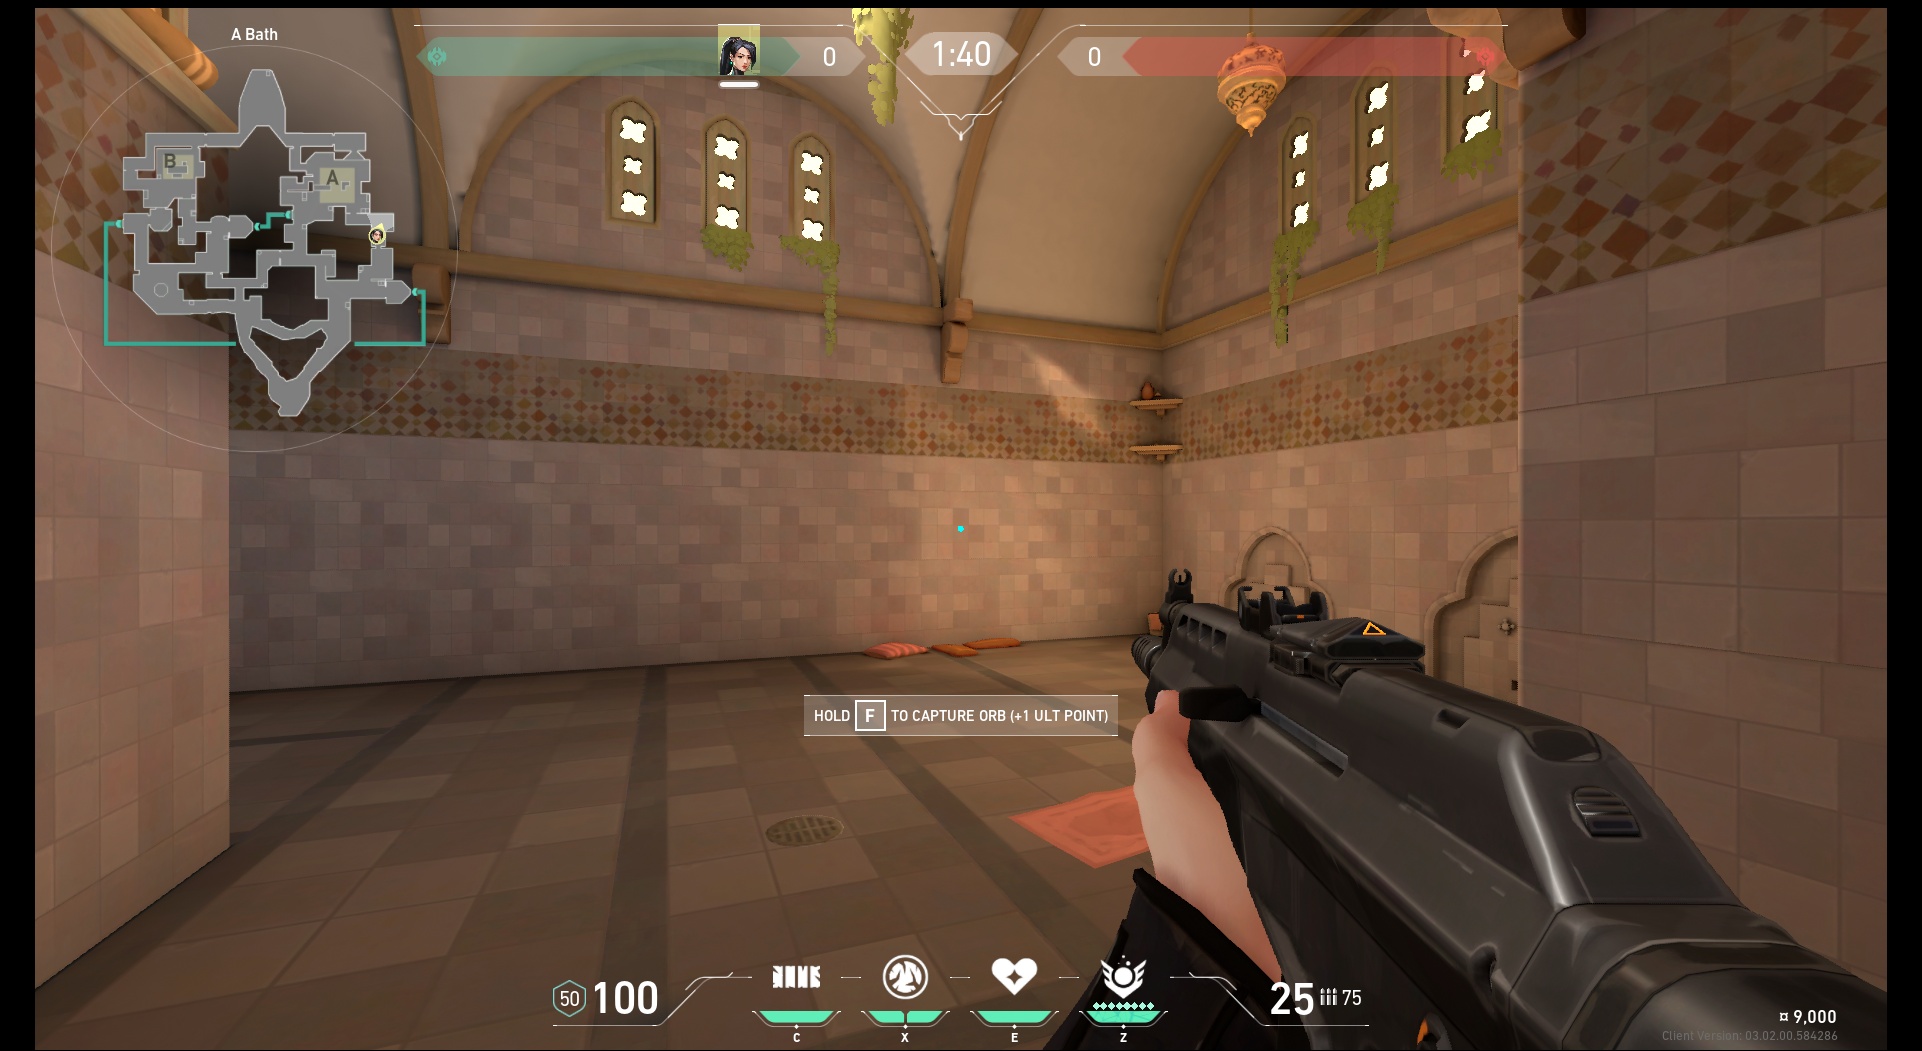 A Bath
0
1:40
0
B
A
HOLD F TO CAPTURE ORB (+1 ULT POINT)
50 100
25 75
C
X
E
Z
¤ 9,000
Client Version: 03.02.00.584286